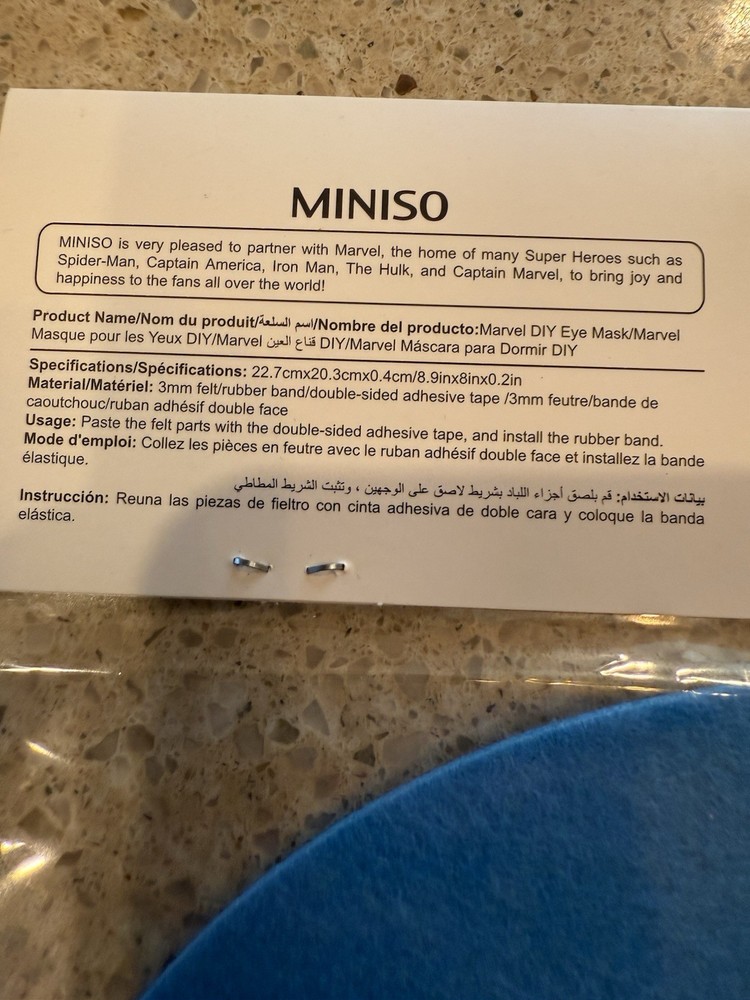 MINISO
MINISO is very pleased to partner with Marvel, the home of many Super Heroes such as
Spider-Man, Captain America, Iron Man, The Hulk, and Captain Marvel, to bring joy and
happiness to the fans all over the world!
Product Name/Nom du produit/اسم السلعة/Nombre del producto:Marvel DIY Eye Mask/Marvel
Masque pour les Yeux DIY/Marvel قناع العين DIY/Marvel Máscara para Dormir DIY
Specifications/Spécifications: 22.7cmx20.3cmx0.4cm/8.9inx8inx0.2in
Material/Matériel: 3mm felt/rubber band/double-sided adhesive tape /3mm feutre/bande de
caoutchouc/ruban adhésif double face
Usage: Paste the felt parts with the double-sided adhesive tape, and install the rubber band.
Mode d'emploi: Collez les pièces en feutre avec le ruban adhésif double face et installez la bande
élastique.
بيانات الاستخدام: قم بلصق أجزاء اللباد بشريط لاصق على الوجهين ، وتثبت الشريط المطاطي
Instrucción: Reuna las piezas de fieltro con cinta adhesiva de doble cara y coloque la banda
elástica.